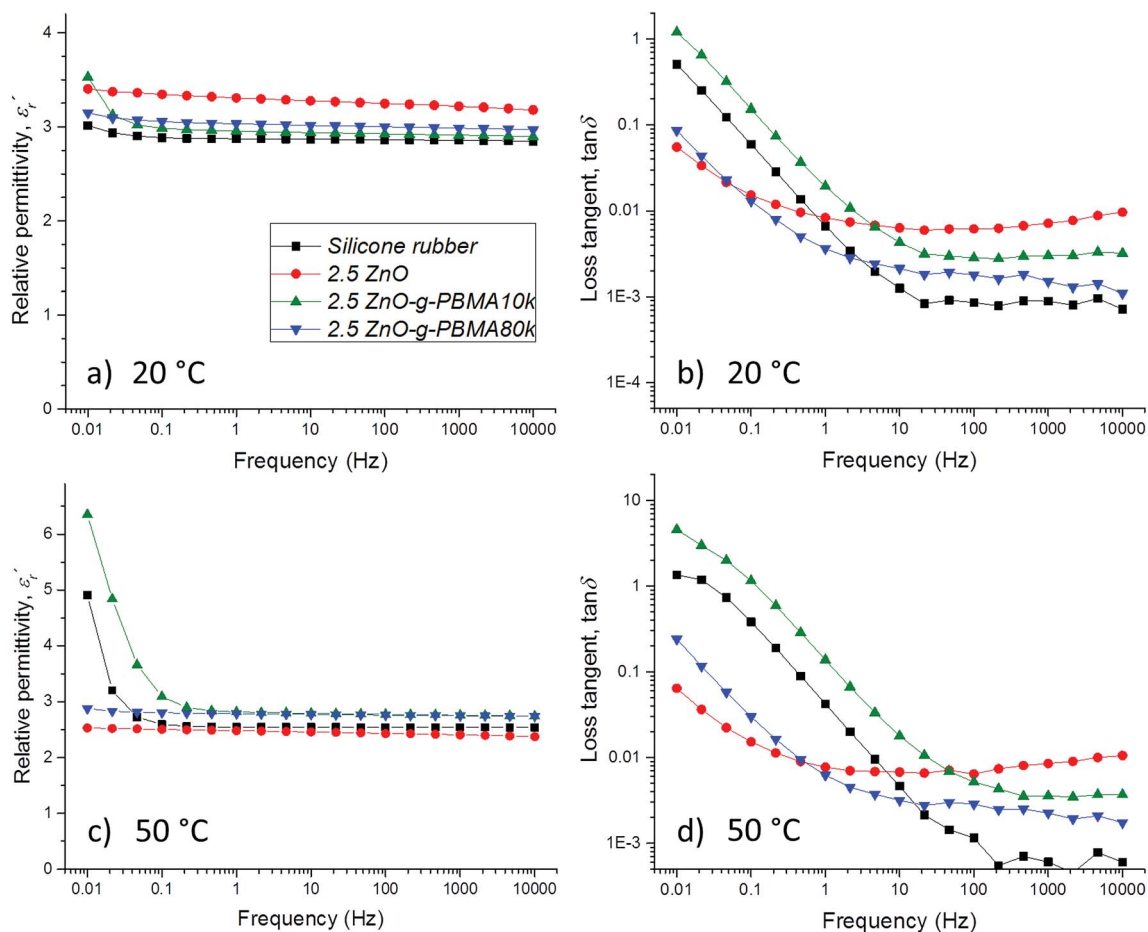 4
3
2
1
0
Relative permittivity, εr´
0.01 0.1 1 10 100 1000 10000
Frequency (Hz)
Silicone rubber
2.5 ZnO
2.5 ZnO-g-PBMA10k
2.5 ZnO-g-PBMA80k
a) 20 °C
1
0.1
0.01
1E-3
1E-4
Loss tangent, tanδ
0.01 0.1 1 10 100 1000 10000
Frequency (Hz)
b) 20 °C
6
5
4
3
2
1
0
Relative permittivity, εr´
0.01 0.1 1 10 100 1000 10000
Frequency (Hz)
c) 50 °C
10
1
0.1
0.01
1E-3
Loss tangent, tanδ
0.01 0.1 1 10 100 1000 10000
Frequency (Hz)
d) 50 °C